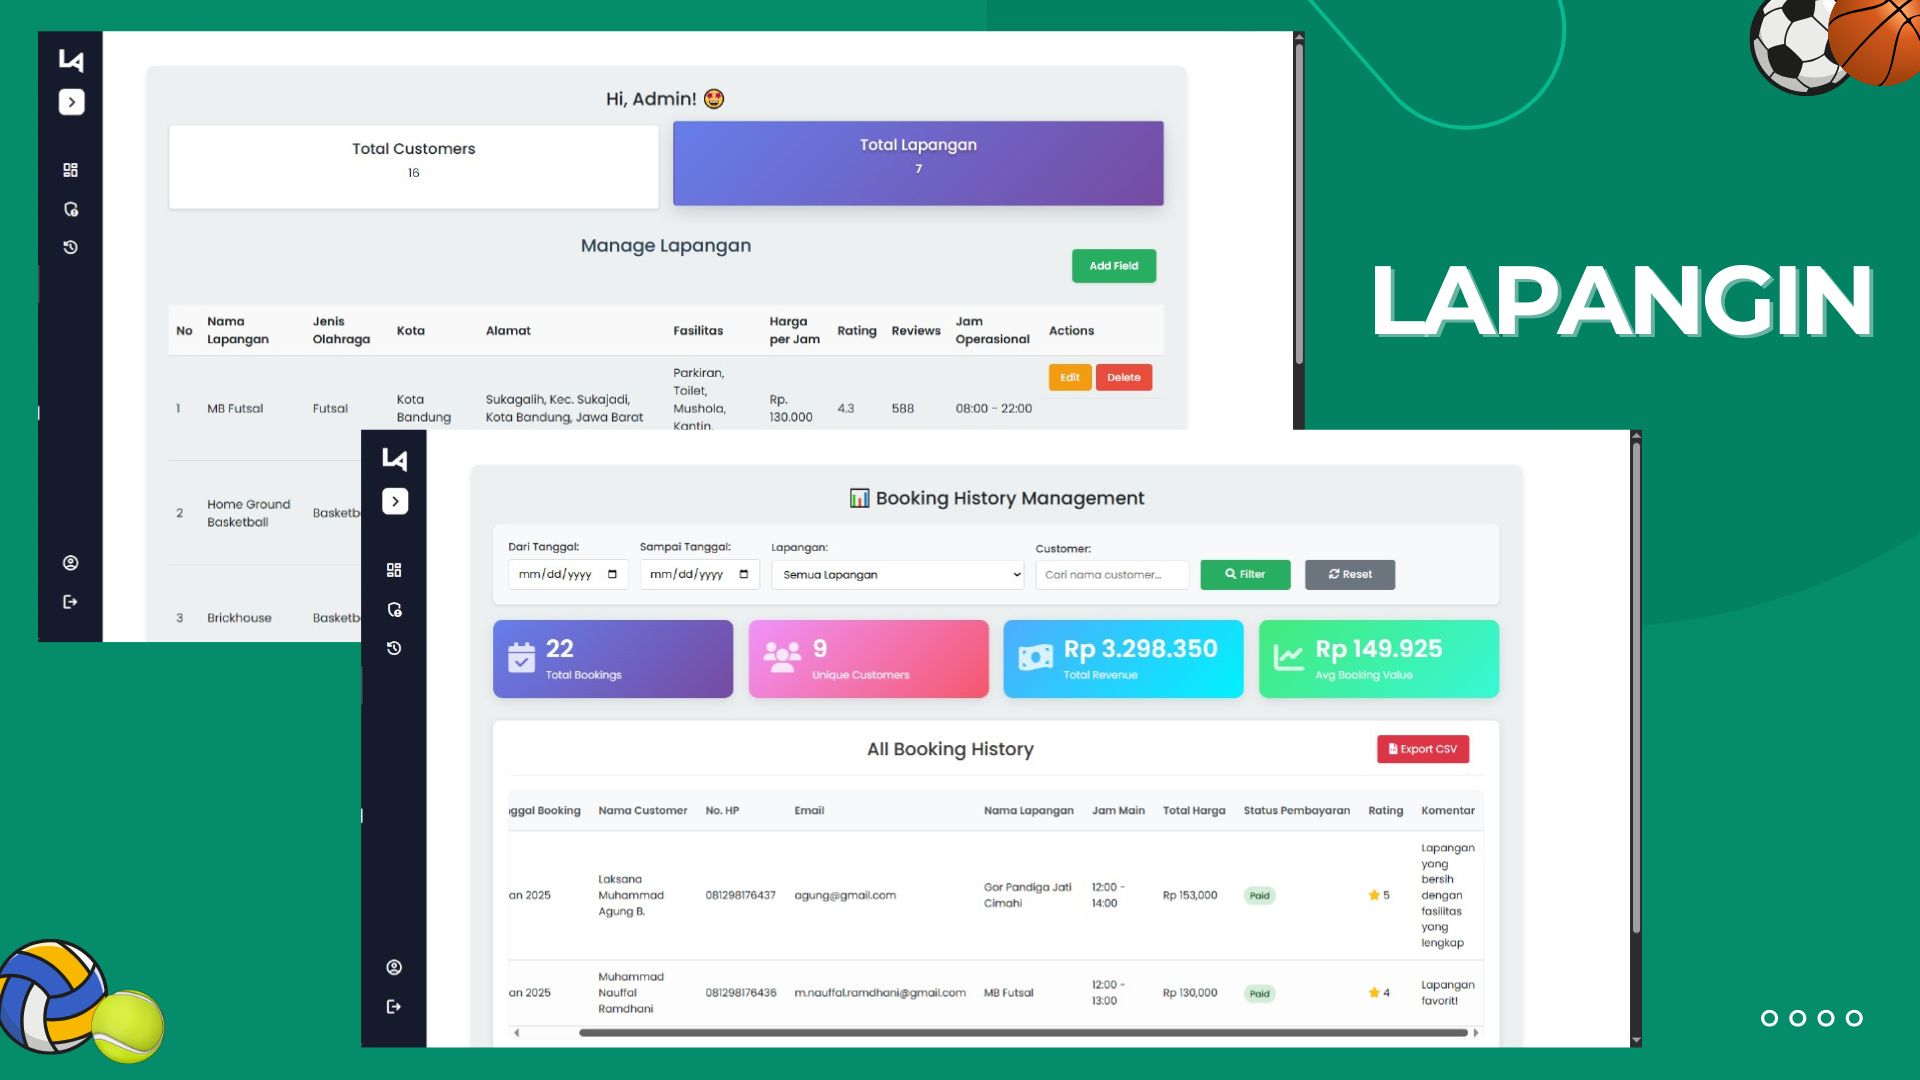 LA
Hi, Admin! 🤩
Total Customers
16
Total Lapangan
7
Manage Lapangan
Add Field
No
Nama
Lapangan
Jenis
Olahraga
Kota
Alamat
Fasilitas
Harga
per Jam
Rating
Reviews
Jam
Operasional
Actions
1
MB Futsal
Futsal
Kota
Bandung
Sukagalih, Kec. Sukajadi,
Kota Bandung, Jawa Barat
Parkiran,
Toilet,
Mushola,
Kantin,
Rp.
130.000
4.3
588
08:00 - 22:00
Edit
Delete
2
Home Ground
Basketball
Basketb
3
Brickhouse
Basketb
LAPANGIN
LA
📊 Booking History Management
Dari Tanggal:
mm/dd/yyyy
Sampai Tanggal:
mm/dd/yyyy
Lapangan:
Semua Lapangan
Customer:
Cari nama customer...
Filter
Reset
22
Total Bookings
9
Unique Customers
Rp 3.298.350
Total Revenue
Rp 149.925
Avg Booking Value
All Booking History
Export CSV
ggal Booking
Nama Customer
No. HP
Email
Nama Lapangan
Jam Main
Total Harga
Status Pembayaran
Rating
Komentar
an 2025
Laksana
Muhammad
Agung B.
081298176437
agung@gmail.com
Gor Pandiga Jati
Cimahi
12:00 -
14:00
Rp 153,000
Paid
5
Lapangan
yang
bersih
dengan
fasilitas
yang
lengkap
an 2025
Muhammad
Nauffal
Ramdhani
081298176436
m.nauffal.ramdhani@gmail.com
MB Futsal
12:00 -
13:00
Rp 130,000
Paid
4
Lapangan
favorit!